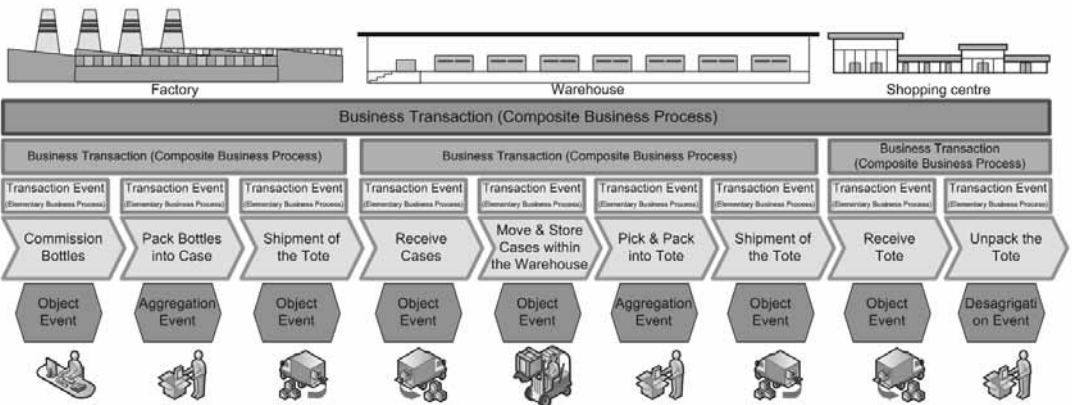 Factory
Warehouse
Shopping centre
Business Transaction (Composite Business Process)
Business Transaction (Composite Business Process)
Business Transaction (Composite Business Process)
Business Transaction
(Composite Business Process)
Transaction Event
(Elementary Business Process)
Transaction Event
(Elementary Business Process)
Transaction Event
(Elementary Business Process)
Transaction Event
(Elementary Business Process)
Transaction Event
(Elementary Business Process)
Transaction Event
(Elementary Business Process)
Transaction Event
(Elementary Business Process)
Transaction Event
(Elementary Business Process)
Transaction Event
(Elementary Business Process)
Commission
Bottles
Pack Bottles
into Case
Shipment of
the Tote
Receive
Cases
Move & Store
Cases within
the Warehouse
Pick & Pack
into Tote
Shipment of
the Tote
Receive
Tote
Unpack the
Tote
Object
Event
Aggregation
Event
Object
Event
Object
Event
Object
Event
Aggregation
Event
Object
Event
Object
Event
Desagrigati
on Event